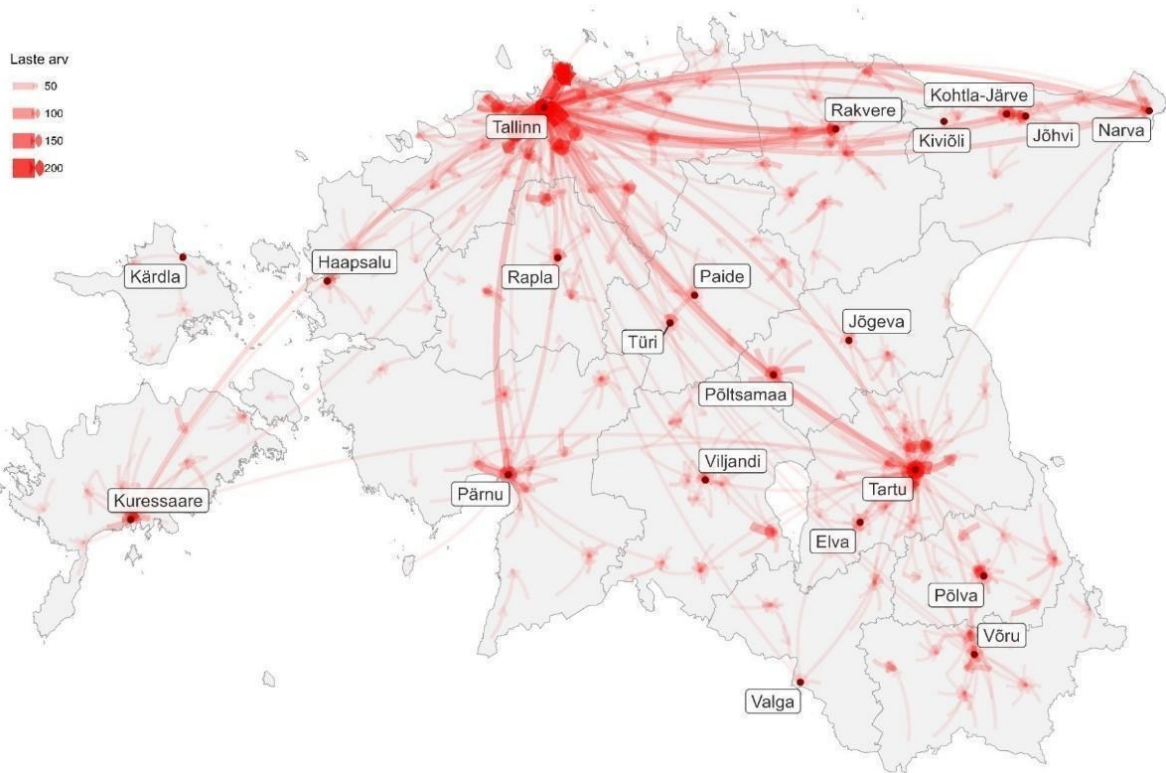 Laste arv
50
100
150
200
Tallinn
Rakvere
Kohtla-Järve
Kiviõli
Jõhvi
Narva
Kärdla
Haapsalu
Rapla
Paide
Türi
Jõgeva
Põltsamaa
Kuressaare
Pärnu
Viljandi
Tartu
Elva
Põlva
Võru
Valga